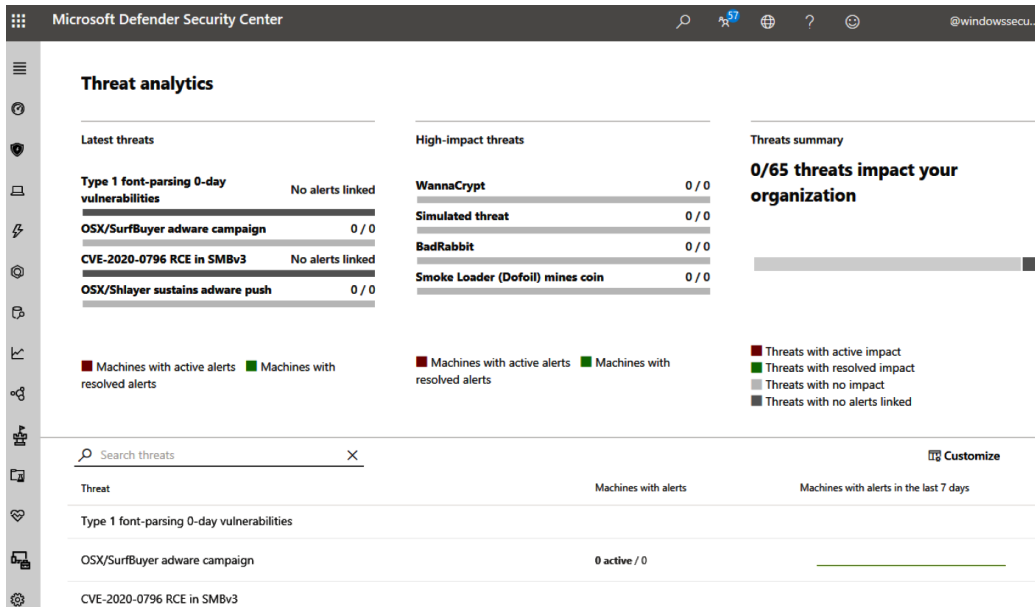 Microsoft Defender Security Center
57
?
@windowssecu...
Threat analytics
Latest threats
Type 1 font-parsing 0-day
vulnerabilities
No alerts linked
OSX/SurfBuyer adware campaign
0 / 0
CVE-2020-0796 RCE in SMBv3
No alerts linked
OSX/Shlayer sustains adware push
0 / 0
Machines with active alerts
Machines with
resolved alerts
High-impact threats
WannaCrypt
0 / 0
Simulated threat
0 / 0
BadRabbit
0 / 0
Smoke Loader (Dofoil) mines coin
0 / 0
Machines with active alerts
Machines with
resolved alerts
Threats summary
0/65 threats impact your
organization
Threats with active impact
Threats with resolved impact
Threats with no impact
Threats with no alerts linked
Search threats
Customize
Threat
Machines with alerts
Machines with alerts in the last 7 days
Type 1 font-parsing 0-day vulnerabilities
OSX/SurfBuyer adware campaign
0 active / 0
CVE-2020-0796 RCE in SMBv3